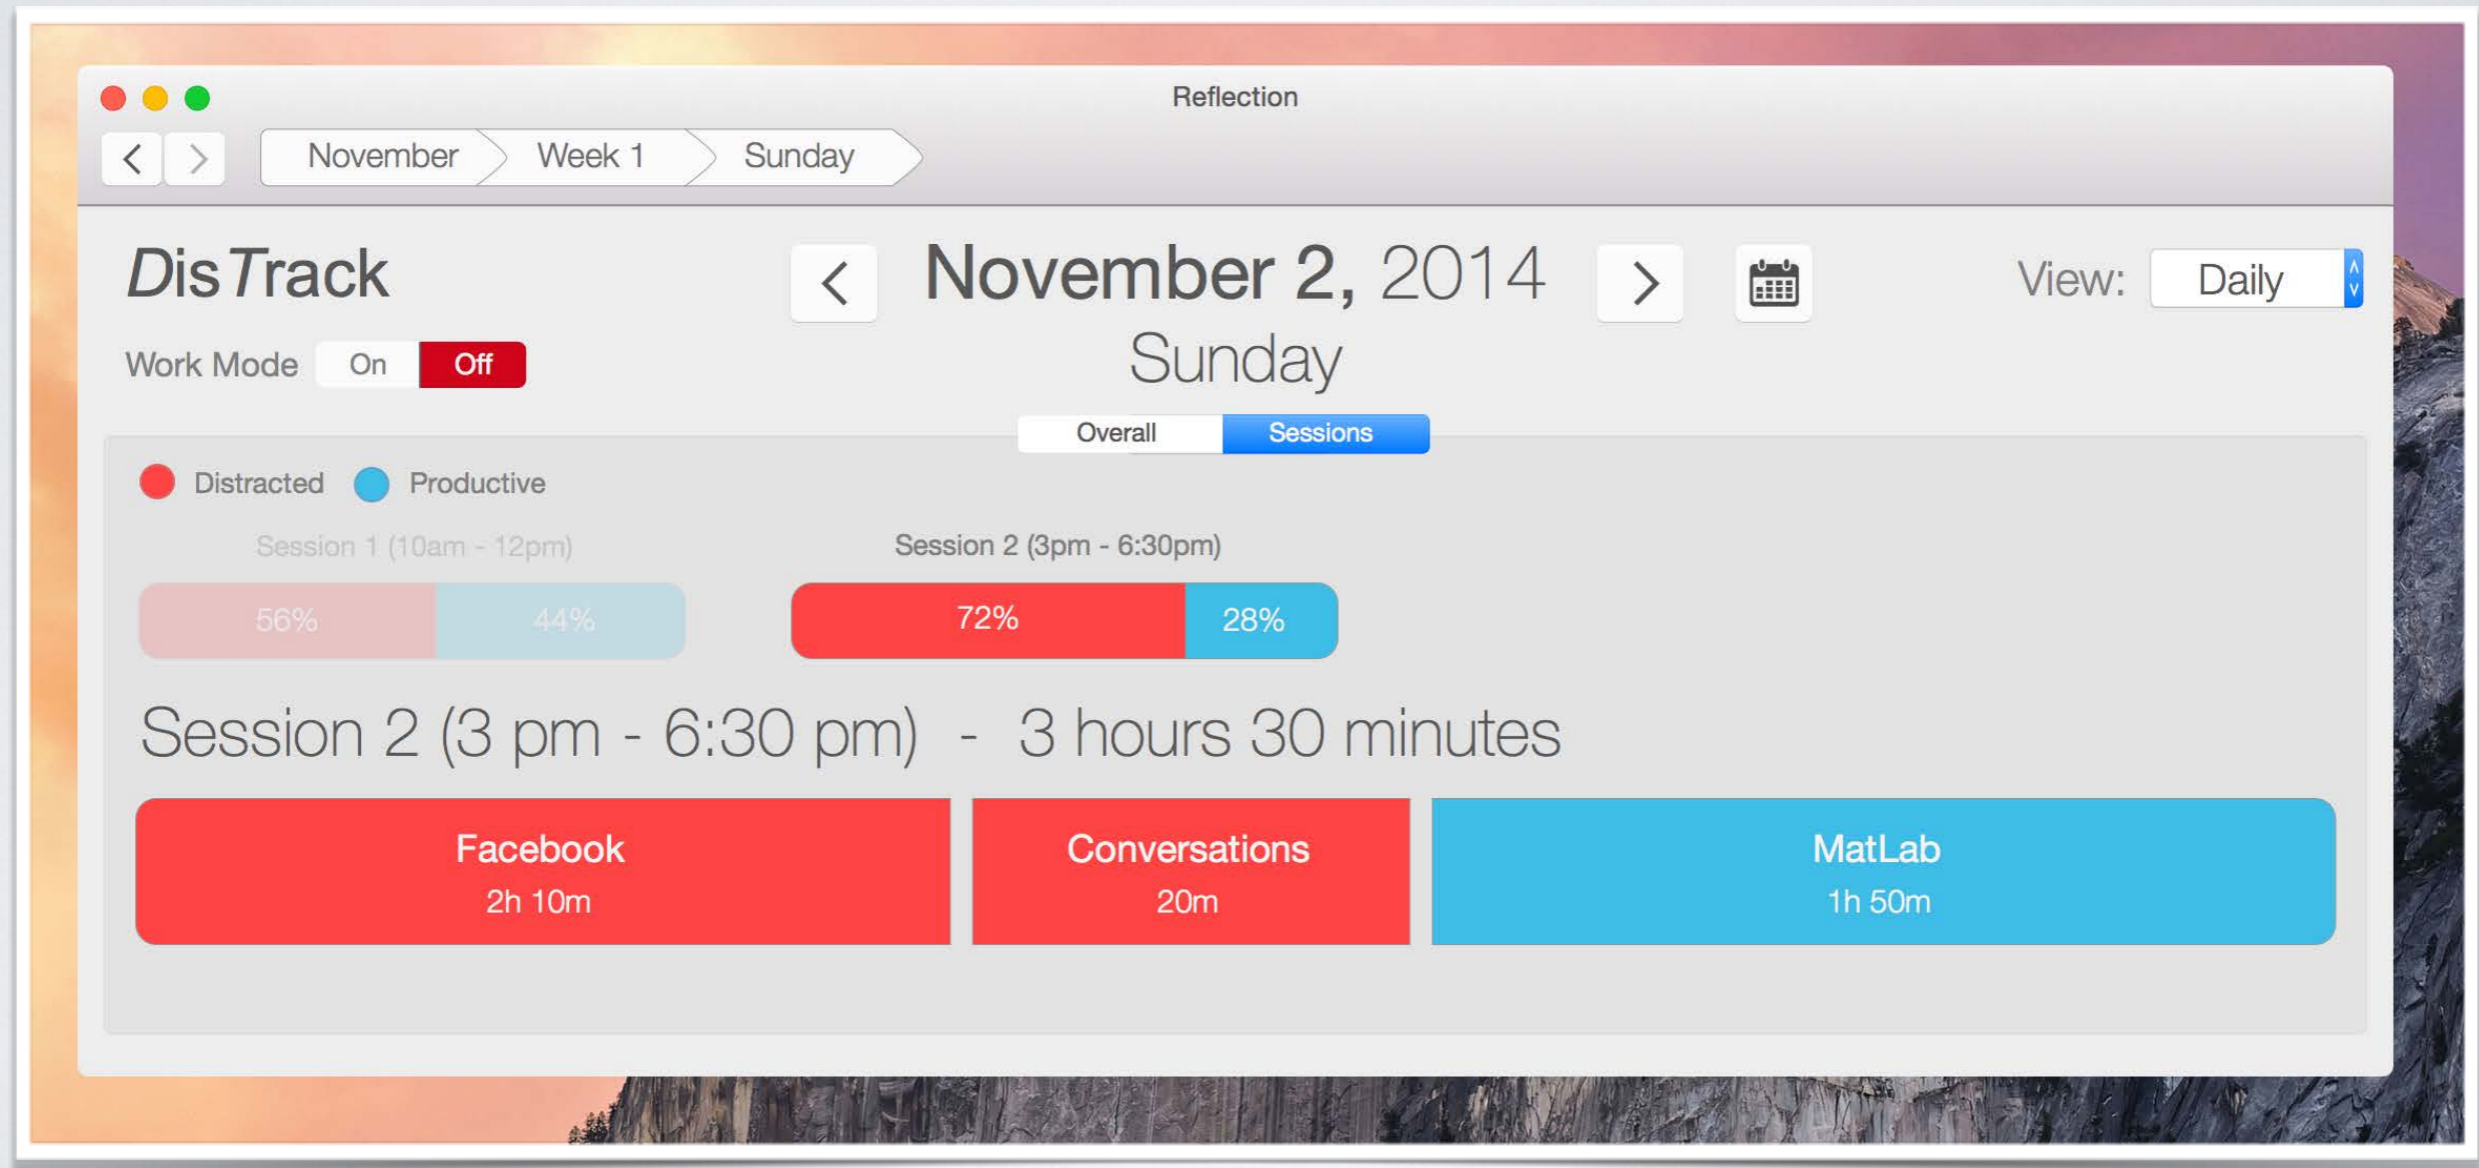 Reflection
November Week 1 Sunday
DisTrack
November 2, 2014
View: Daily
Sunday
Work Mode On Off
Overall Sessions
Distracted Productive
Session 1 (10am - 12pm) Session 2 (3pm - 6:30pm)
56% 44% 72% 28%
Session 2 (3 pm - 6:30 pm) - 3 hours 30 minutes
Facebook Conversations MatLab
2h 10m 20m 1h 50m